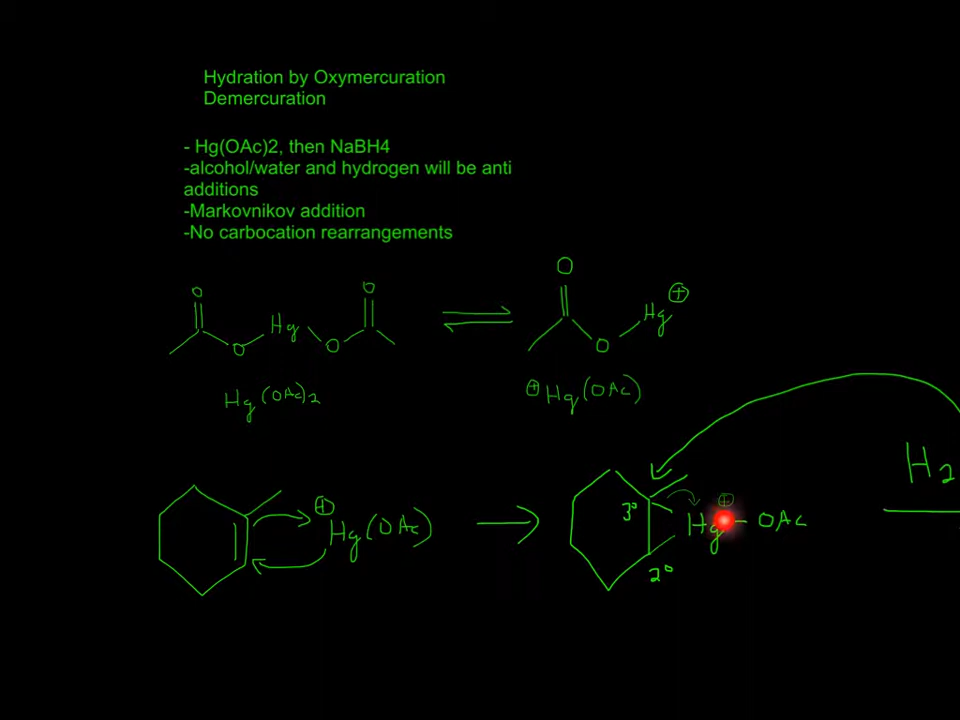 Hydration by Oxymercuration
Demercuration
- Hg(OAc)2, then NaBH4
-alcohol/water and hydrogen will be anti
additions
-Markovnikov addition
-No carbocation rearrangements
O O O
Hg Hg ⊕
O O O
Hg(OAc)2 ⊕Hg(OAc)
H2
⊕ 3° ⊕
Hg(OAc) Hg - OAc
2°